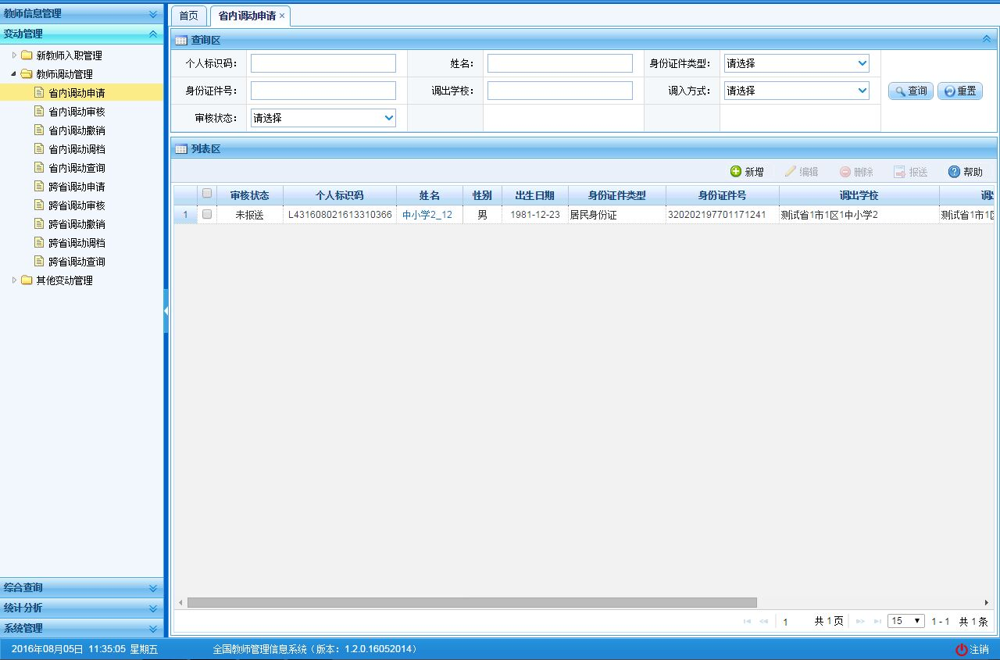 教师信息管理
变动管理
新教师入职管理
教师调动管理
省内调动申请
省内调动审核
省内调动撤销
省内调动调档
省内调动查询
跨省调动申请
跨省调动审核
跨省调动撤销
跨省调动调档
跨省调动查询
其他变动管理
综合查询
统计分析
系统管理
首页 省内调动申请 ×
查询区
个人标识码： 姓名： 身份证件类型： 请选择
身份证件号： 调出学校： 调入方式： 请选择 查询 重置
审核状态： 请选择
列表区
新增 编辑 删除 报送 帮助
审核状态 个人标识码 姓名 性别 出生日期 身份证件类型 身份证件号 调出学校
1 未报送 L431608021613310366 中小学2_12 男 1981-12-23 居民身份证 320202197701171241 测试省1市1区1中小学2 测试省1市1区
1 共 1 页 15 1 - 1 共 1 条
2016年08月05日 11:35:05 星期五 全国教师管理信息系统（版本：1.2.0.16052014） 注销